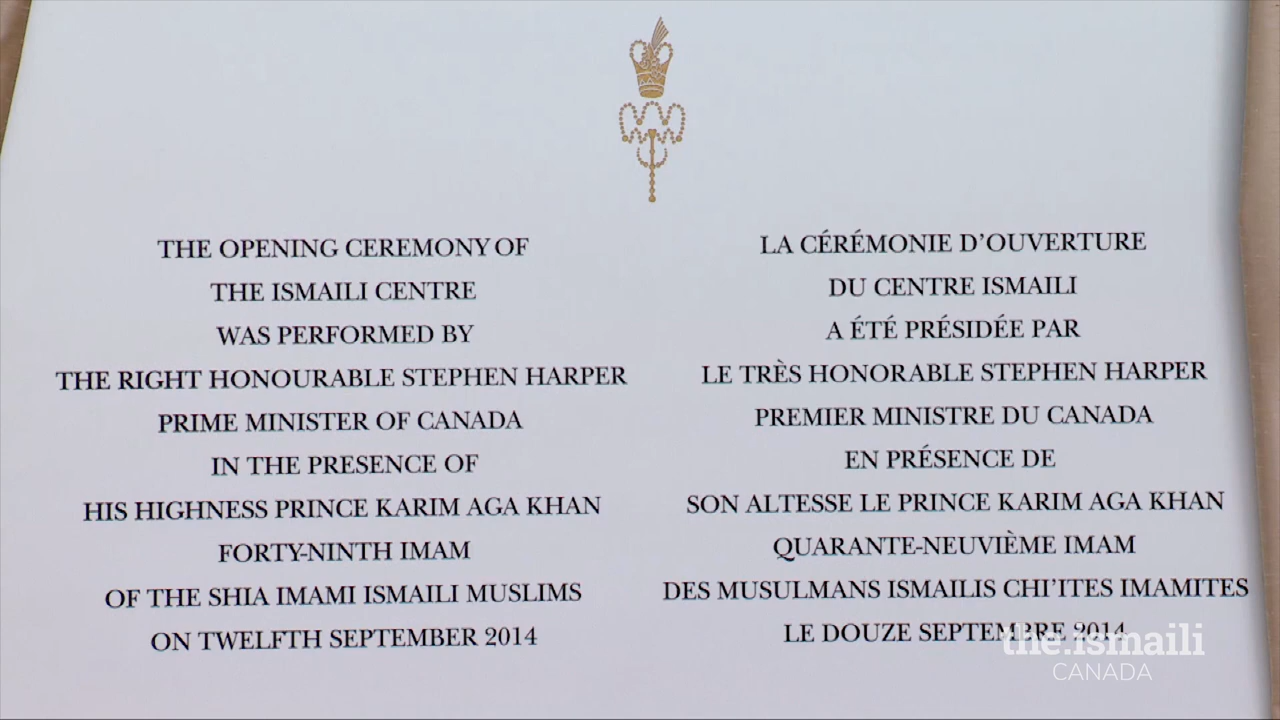 THE OPENING CEREMONY OF
THE ISMAILI CENTRE
WAS PERFORMED BY
THE RIGHT HONOURABLE STEPHEN HARPER
PRIME MINISTER OF CANADA
IN THE PRESENCE OF
HIS HIGHNESS PRINCE KARIM AGA KHAN
FORTY-NINTH IMAM
OF THE SHIA IMAMI ISMAILI MUSLIMS
ON TWELFTH SEPTEMBER 2014
LA CÉRÉMONIE D'OUVERTURE
DU CENTRE ISMAILI
A ÉTÉ PRÉSIDÉE PAR
LE TRÈS HONORABLE STEPHEN HARPER
PREMIER MINISTRE DU CANADA
EN PRÉSENCE DE
SON ALTESSE LE PRINCE KARIM AGA KHAN
QUARANTE-NEUVIÈME IMAM
DES MUSULMANS ISMAILIS CHI'ITES IMAMITES
LE DOUZE SEPTEMBRE 2014
the.ismaili
CANADA